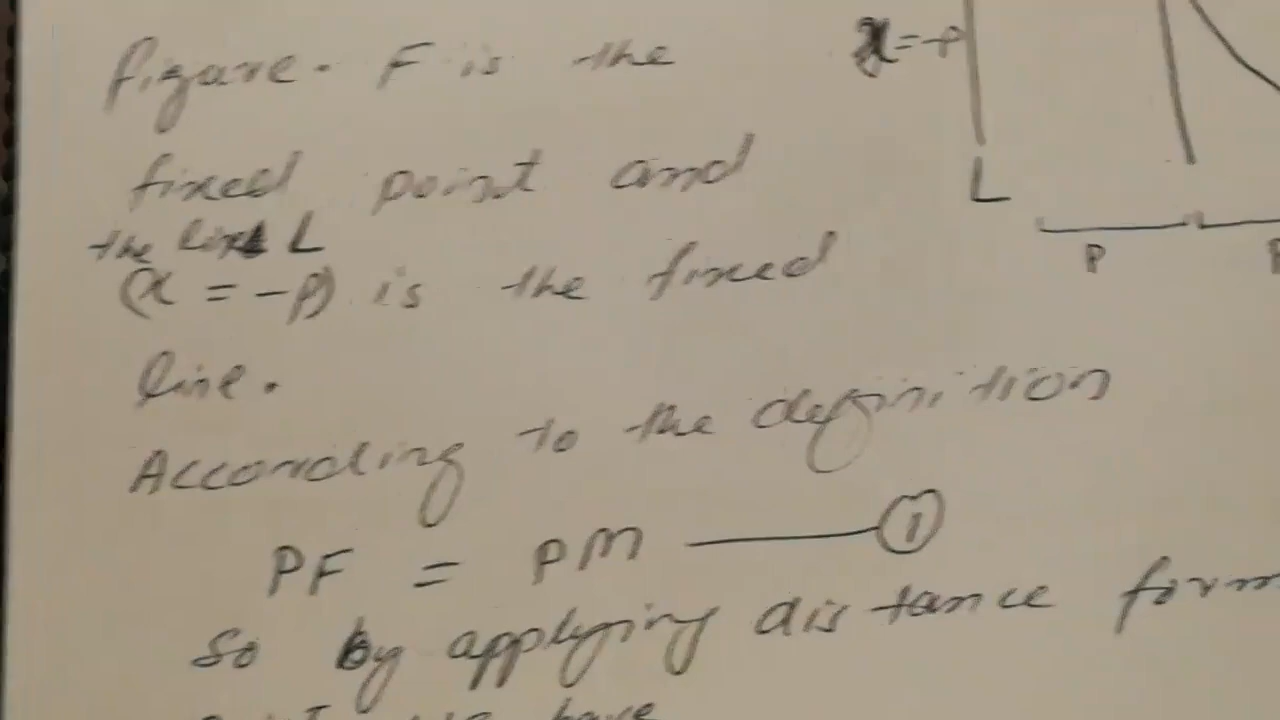 figure. F is the
x=-P
fixed point and
L
the line L
(x = -P) is the fixed
P
line.
According to the definition
PF = PM ——— ①
So by applying distance form
have